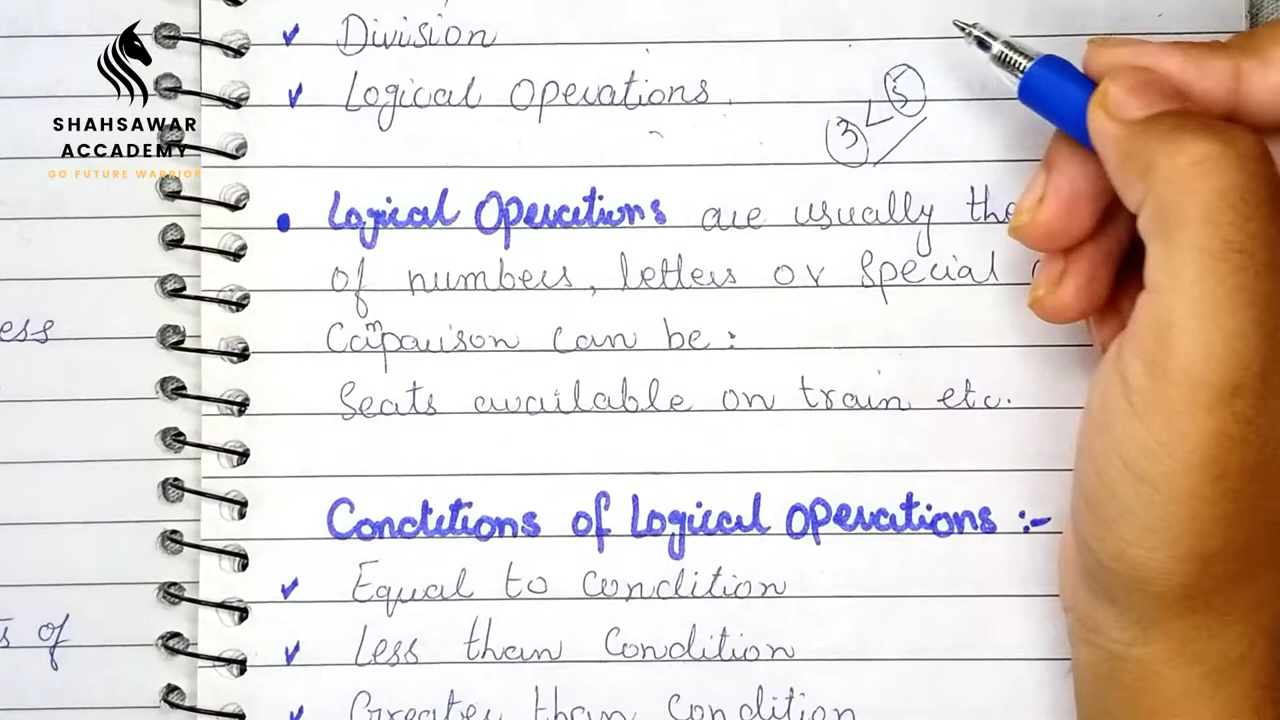 ✓ Division
✓ Logical Operations
3 < 5
SHAHSAWAR
ACCADEMY
GO FUTURE WARRIOR
• Logical Operations are usually the
of numbers, letters or special
Comparison can be:
Seats available on train etc.
ess
Conditions of Logical Operations :-
✓ Equal to condition
s of
✓ Less than Condition
✓ Greater than Condition